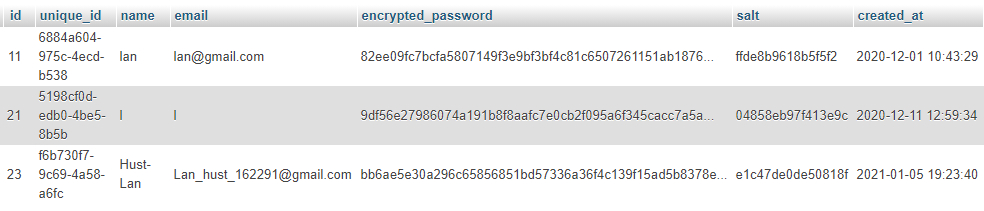 id unique_id name email encrypted_password salt created_at
6884a604-
11 975c-4ecd- lan lan@gmail.com 82ee09fc7bcfa5807149f3e9bf3bf4c81c6507261151ab1876... ffde8b9618b5f5f2 2020-12-01 10:43:29
b538
5198cf0d-
21 edb0-4be5- l l 9df56e27986074a191b8f8aafc7e0cb2f095a6f345cacc7a5a... 04858eb97f413e9c 2020-12-11 12:59:34
8b5b
f6b730f7-
23 9c69-4a58- Hust-Lan Lan_hust_162291@gmail.com bb6ae5e30a296c65856851bd57336a36f4c139f15ad5b8378e... e1c47de0de50818f 2021-01-05 19:23:40
a6fc